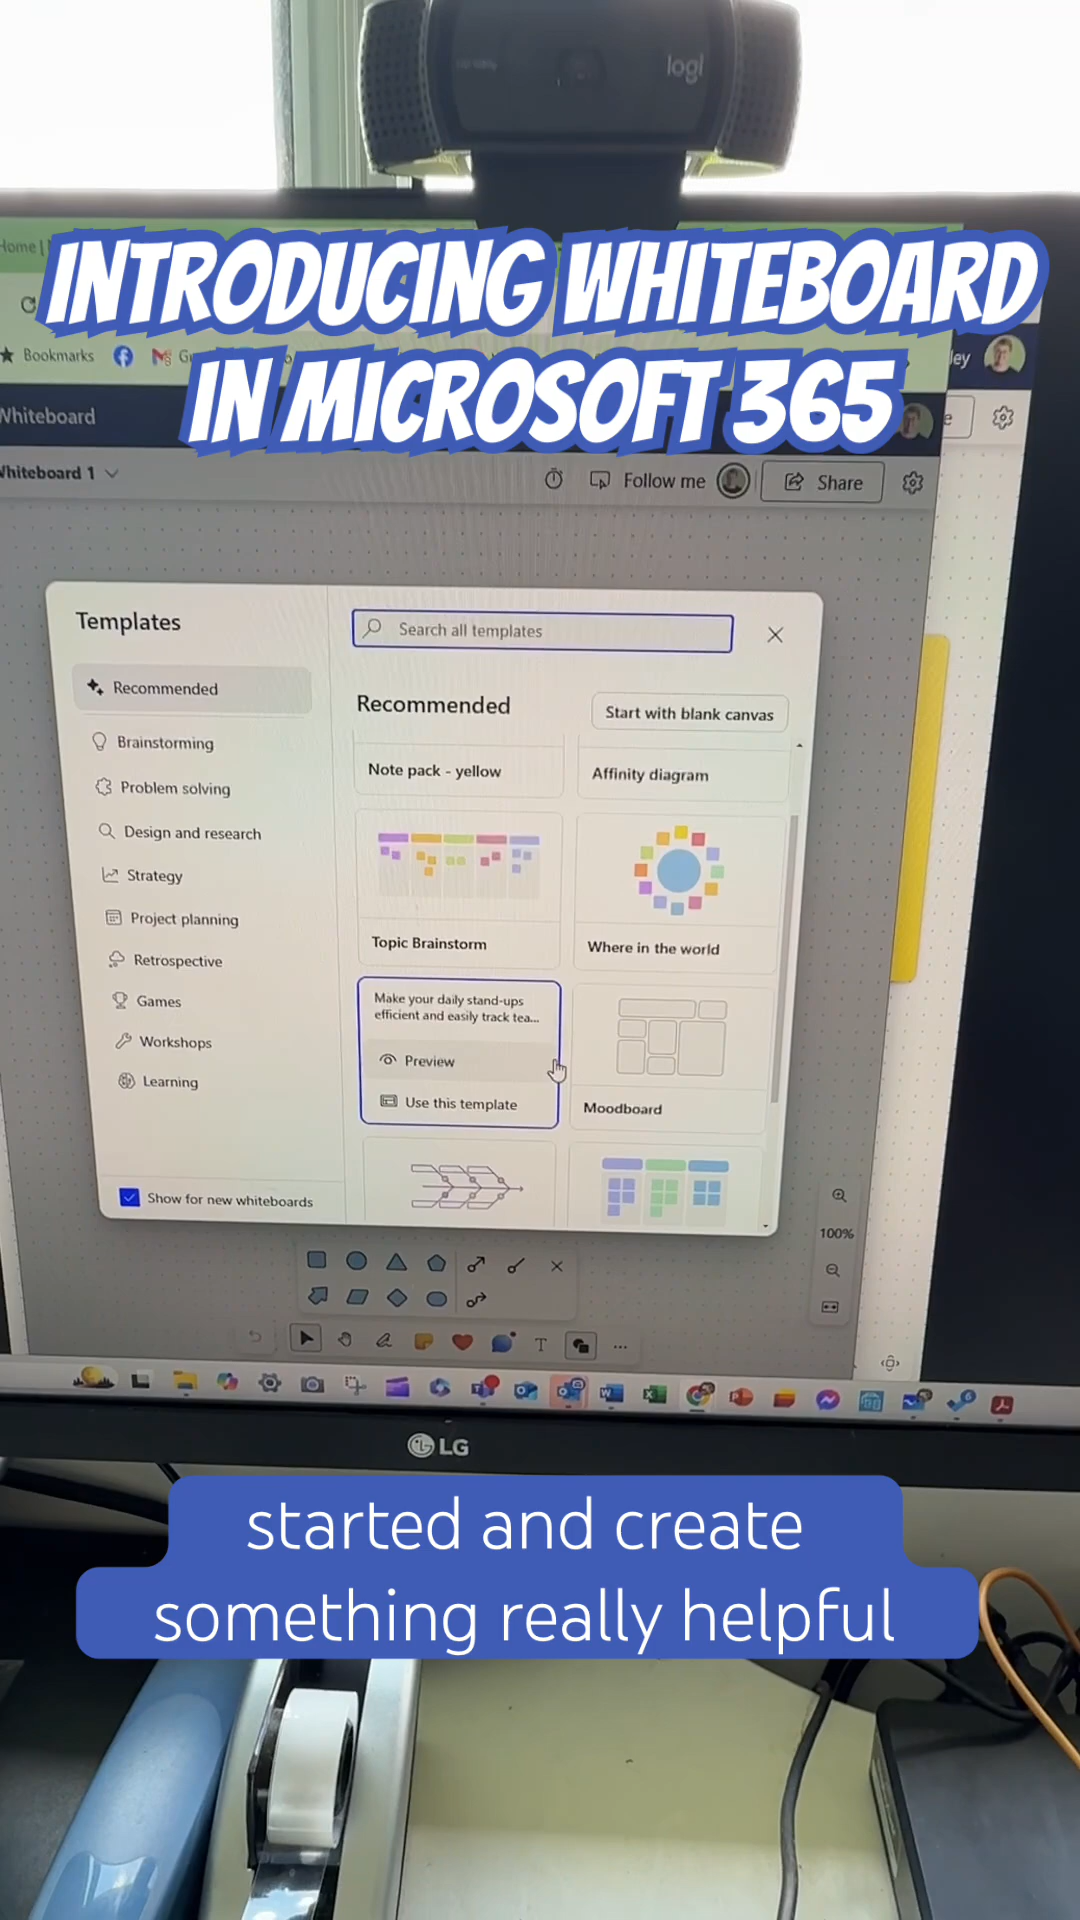 logi
INTRODUCING WHITEBOARD
IN MICROSOFT 365
Home
Bookmarks
Whiteboard
Whiteboard 1
Follow me
Share
Templates
Search all templates
Recommended
Recommended
Start with blank canvas
Brainstorming
Problem solving
Design and research
Strategy
Project planning
Retrospective
Games
Workshops
Learning
Show for new whiteboards
Note pack - yellow
Affinity diagram
Topic Brainstorm
Where in the world
Make your daily stand-ups
efficient and easily track tea...
Preview
Use this template
Moodboard
100%
T
LG
started and create
something really helpful